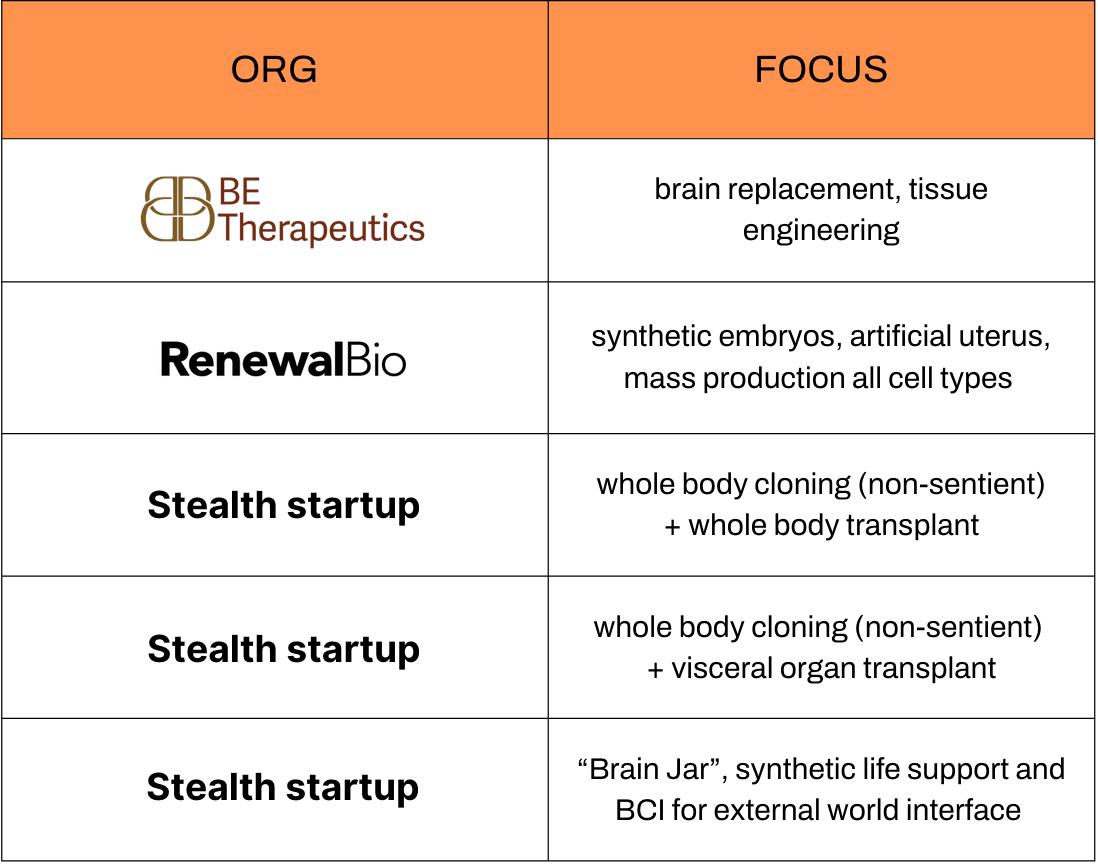 ORG
FOCUS
BE
Therapeutics
brain replacement, tissue
engineering
RenewalBio
synthetic embryos, artificial uterus,
mass production all cell types
Stealth startup
whole body cloning (non-sentient)
+ whole body transplant
Stealth startup
whole body cloning (non-sentient)
+ visceral organ transplant
Stealth startup
“Brain Jar”, synthetic life support and
BCI for external world interface